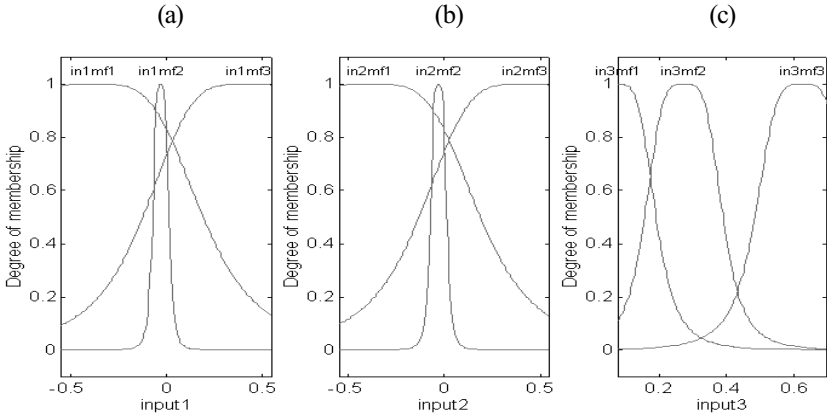 (a)
(b)
(c)
in1mf1 in1mf2 in1mf3
in2mf1 in2mf2 in2mf3
in3mf1 in3mf2 in3mf3
Degree of membership
1
0.8
0.6
0.4
0.2
0
-0.5 0 0.5
input1
Degree of membership
1
0.8
0.6
0.4
0.2
0
-0.5 0 0.5
input2
Degree of membership
1
0.8
0.6
0.4
0.2
0
0.2 0.4 0.6
input3